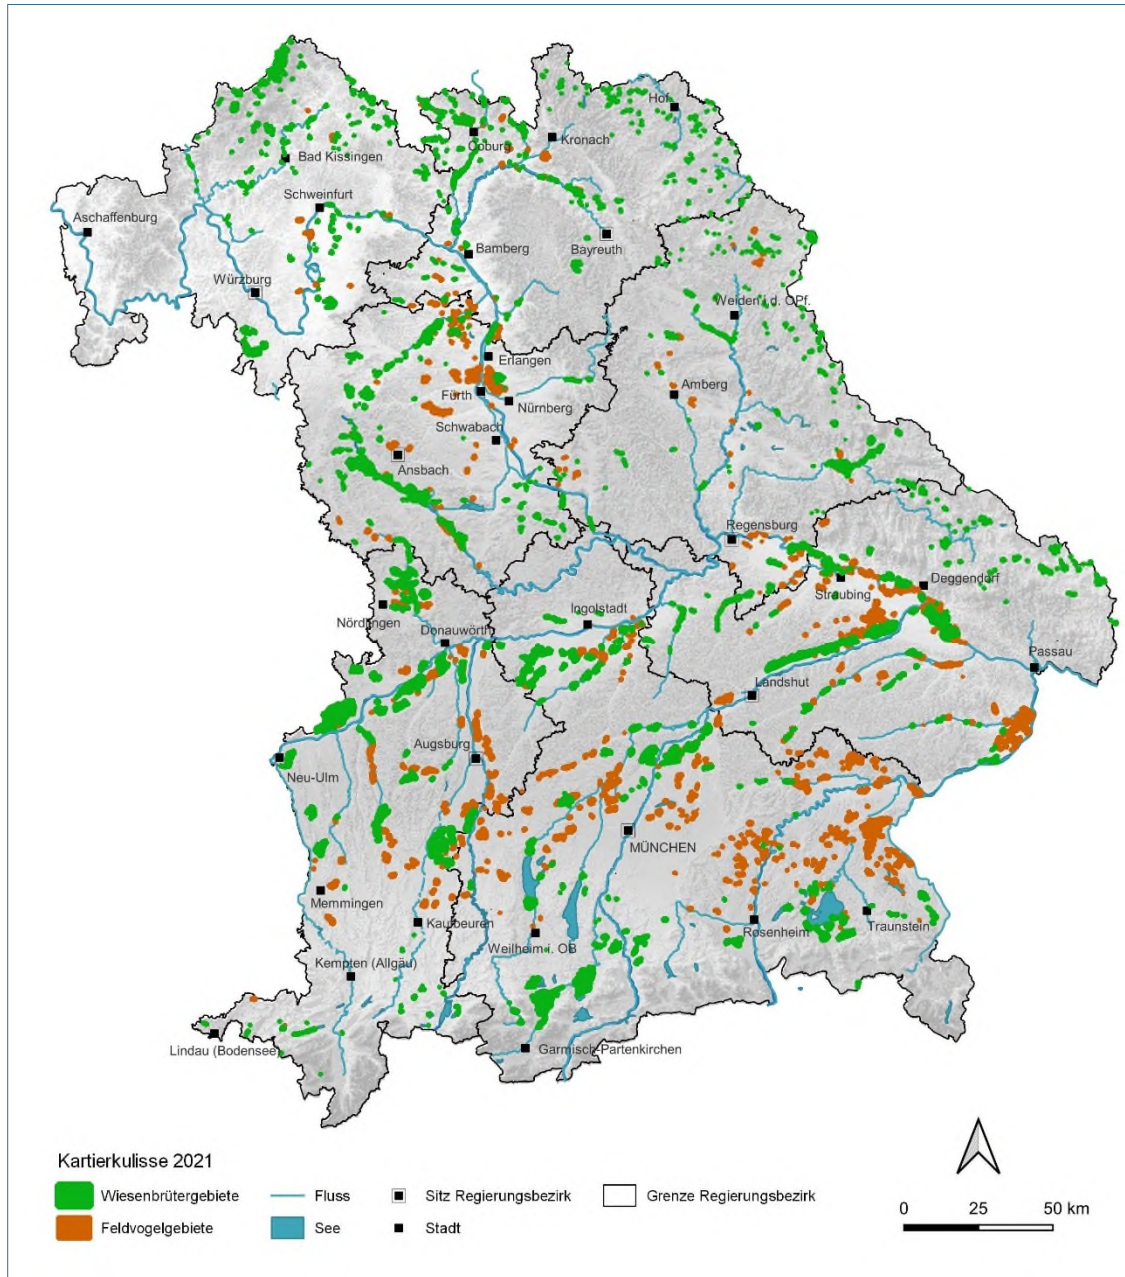 Hof
Coburg
Kronach
Bad Kissingen
Schweinfurt
Aschaffenburg
Bayreuth
Bamberg
Würzburg
Weiden i.d. OPf.
Erlangen
Amberg
Fürth
Nürnberg
Schwabach
Ansbach
Regensburg
Deggendorf
Straubing
Nördlingen
Ingolstadt
Donauwörth
Passau
Landshut
Augsburg
Neu-Ulm
MÜNCHEN
Memmingen
Kaufbeuren
Rosenheim
Traunstein
Weilheim i. OB
Kempten (Allgäu)
Lindau (Bodensee)
Garmisch-Partenkirchen
Kartierkulisse 2021
Wiesenbrütergebiete
Fluss
Sitz Regierungsbezirk
Grenze Regierungsbezirk
Feldvogelgebiete
See
Stadt
0 25 50 km